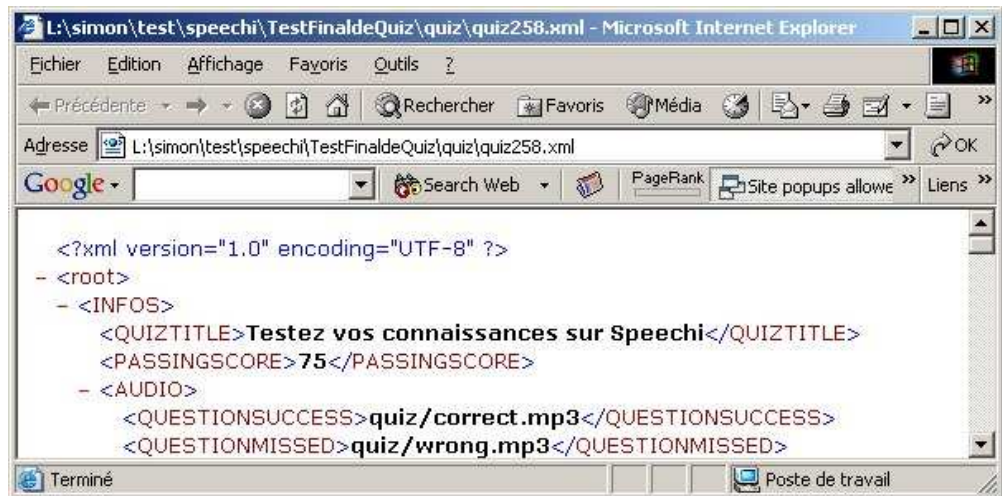 L:\simon\test\speechi\TestFinaldeQuiz\quiz\quiz258.xml - Microsoft Internet Explorer
Eichier Edition Affichage Favoris Outils ?
Précédente Rechercher Favoris Média »
Adresse L:\simon\test\speechi\TestFinaldeQuiz\quiz\quiz258.xml OK
Google Search Web PageRank Site popups allowe » Liens »
<?xml version="1.0" encoding="UTF-8" ?>
- <root>
- <INFOS>
<QUIZTITLE>Testez vos connaissances sur Speechi</QUIZTITLE>
<PASSINGSCORE>75</PASSINGSCORE>
- <AUDIO>
<QUESTIONSUCCESS>quiz/correct.mp3</QUESTIONSUCCESS>
<QUESTIONMISSED>quiz/wrong.mp3</QUESTIONMISSED>
Terminé Poste de travail